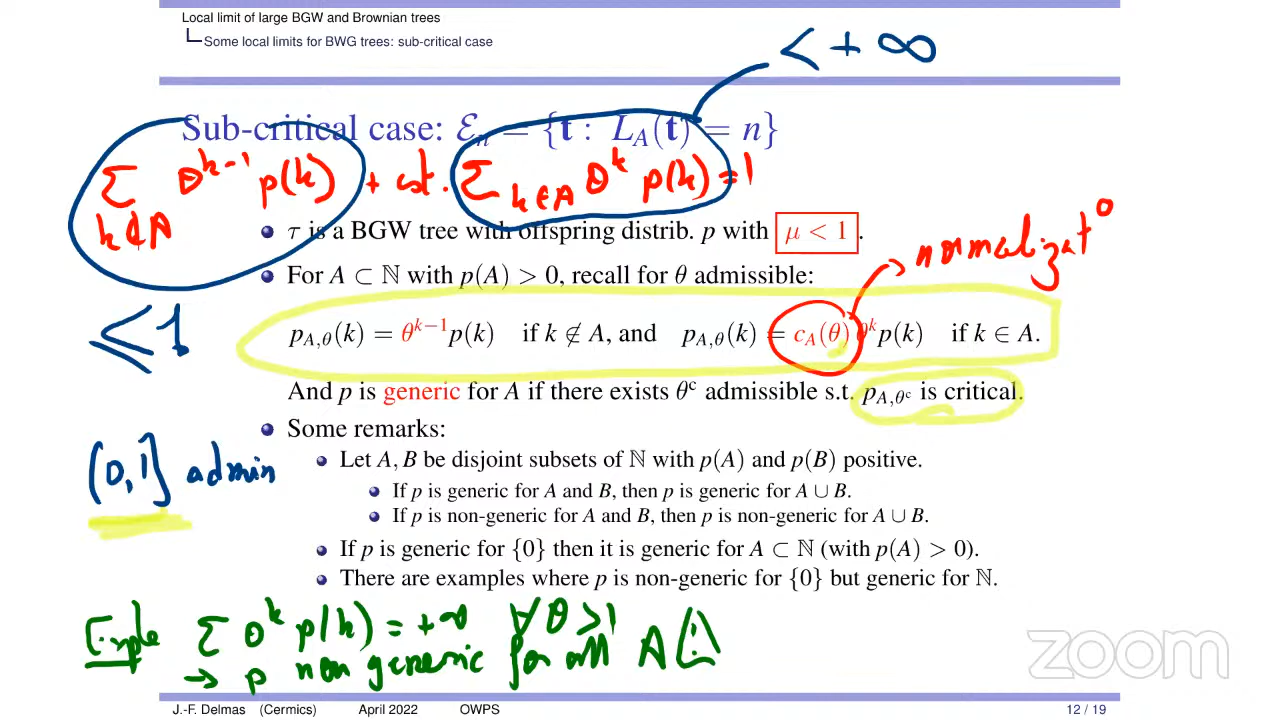 Local limit of large BGW and Brownian trees
Some local limits for BWG trees: sub-critical case
< + ∞
Sub-critical case: ℰn = {t : L_A(t) = n}
∑_{k∉A} θ^{k-1} p(k) + cst. ∑_{k∈A} θ^k p(k) = 1
τ is a BGW tree with offspring distrib. p with μ < 1.
normalizat°
For A ⊂ ℕ with p(A) > 0, recall for θ admissible:
≤ 1
p_{A,θ}(k) = θ^{k−1}p(k) if k ∉ A, and p_{A,θ}(k) = c_A(θ) θ^k p(k) if k ∈ A.
And p is generic for A if there exists θ^c admissible s.t. p_{A,θ^c} is critical.
Some remarks:
(0,1] admin
Let A, B be disjoint subsets of ℕ with p(A) and p(B) positive.
If p is generic for A and B, then p is generic for A ∪ B.
If p is non-generic for A and B, then p is non-generic for A ∪ B.
If p is generic for {0} then it is generic for A ⊂ ℕ (with p(A) > 0).
There are examples where p is non-generic for {0} but generic for ℕ.
∑ θ^k p(k) = +∞ ∀θ > 1
→ p non generic for all A
zoom
J.-F. Delmas (Cermics) April 2022 OWPS 12 / 19